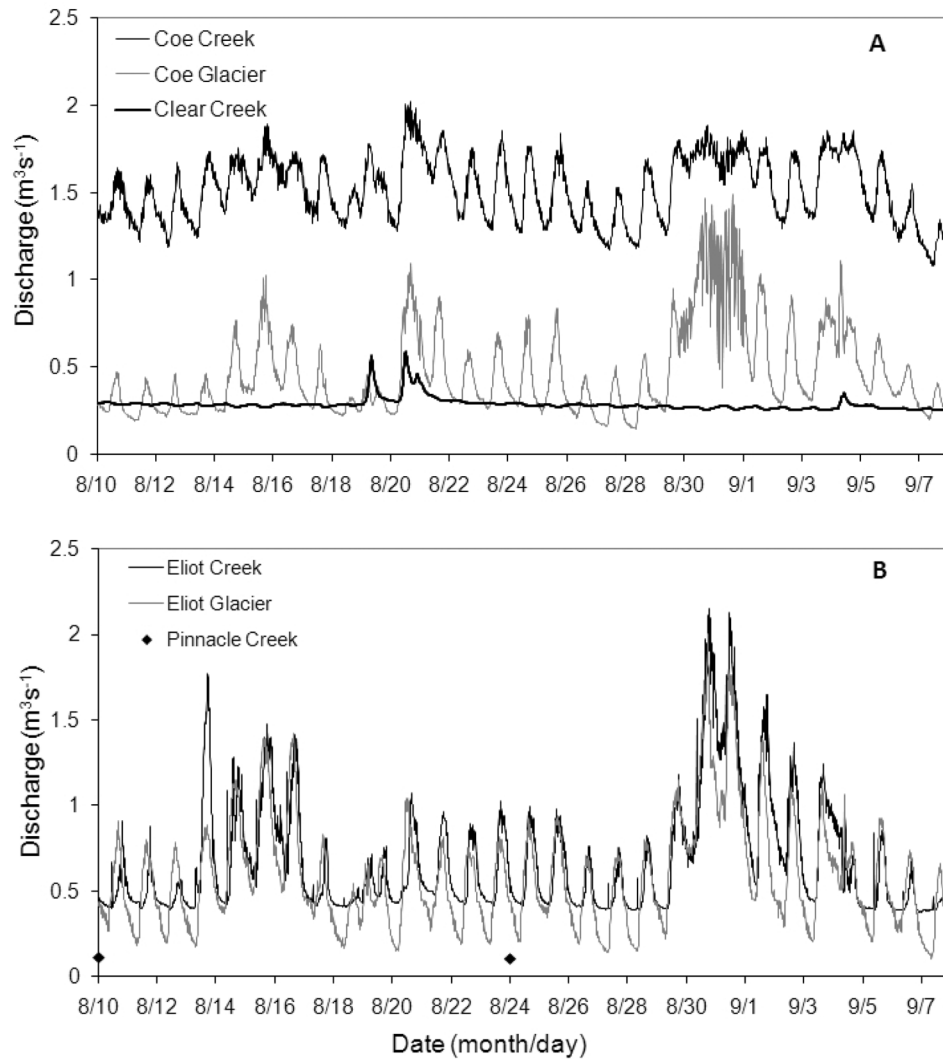 A
Coe Creek
Coe Glacier
Clear Creek
Discharge (m³s⁻¹)
2.5
2
1.5
1
0.5
0
8/10 8/12 8/14 8/16 8/18 8/20 8/22 8/24 8/26 8/28 8/30 9/1 9/3 9/5 9/7
B
Eliot Creek
Eliot Glacier
Pinnacle Creek
Discharge (m³s⁻¹)
2.5
2
1.5
1
0.5
0
8/10 8/12 8/14 8/16 8/18 8/20 8/22 8/24 8/26 8/28 8/30 9/1 9/3 9/5 9/7
Date (month/day)